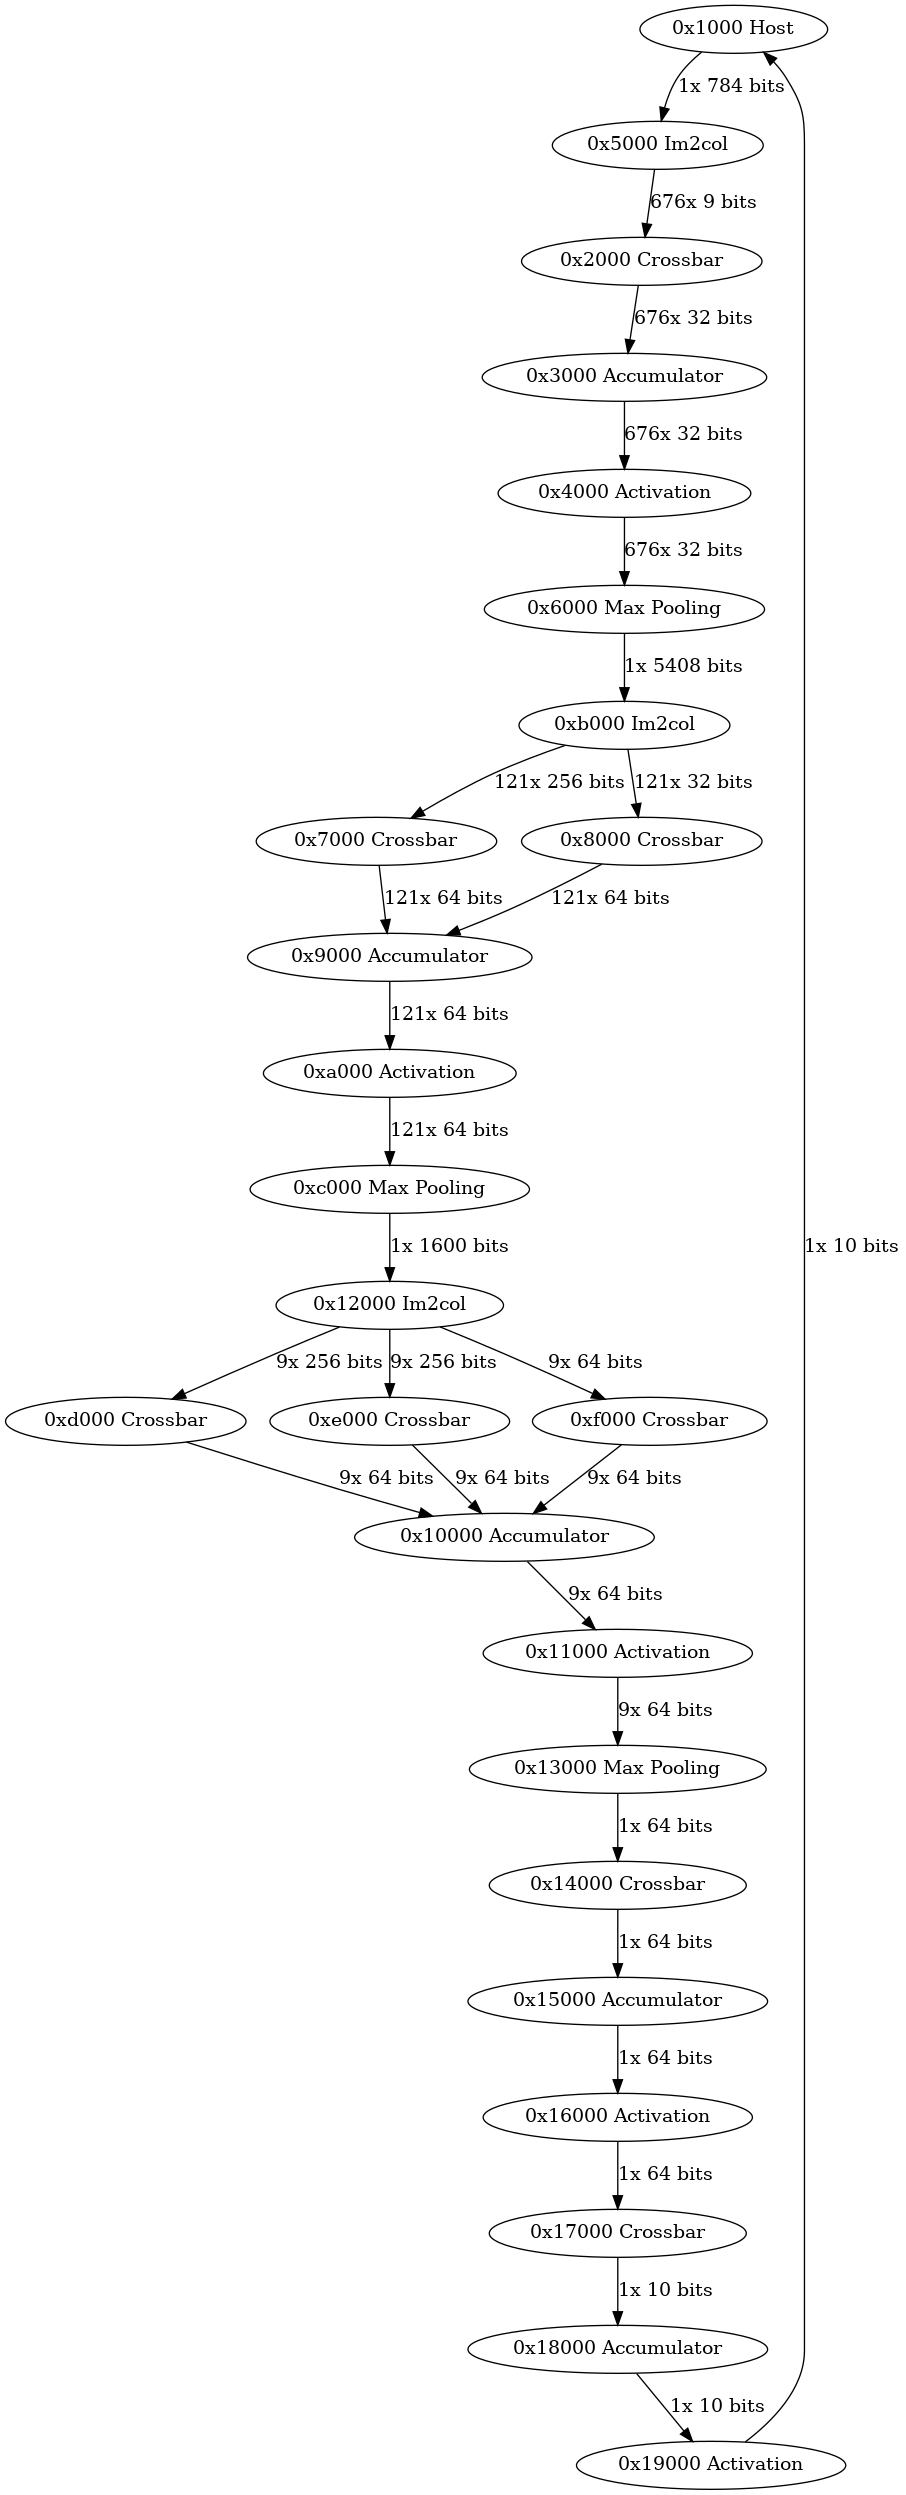 0x1000 Host
1x 784 bits
0x5000 Im2col
676x 9 bits
0x2000 Crossbar
676x 32 bits
0x3000 Accumulator
676x 32 bits
0x4000 Activation
676x 32 bits
0x6000 Max Pooling
1x 5408 bits
0xb000 Im2col
121x 256 bits
121x 32 bits
0x7000 Crossbar
0x8000 Crossbar
121x 64 bits
121x 64 bits
0x9000 Accumulator
121x 64 bits
0xa000 Activation
121x 64 bits
0xc000 Max Pooling
1x 1600 bits
1x 10 bits
0x12000 Im2col
9x 256 bits
9x 256 bits
9x 64 bits
0xd000 Crossbar
0xe000 Crossbar
0xf000 Crossbar
9x 64 bits
9x 64 bits
9x 64 bits
0x10000 Accumulator
9x 64 bits
0x11000 Activation
9x 64 bits
0x13000 Max Pooling
1x 64 bits
0x14000 Crossbar
1x 64 bits
0x15000 Accumulator
1x 64 bits
0x16000 Activation
1x 64 bits
0x17000 Crossbar
1x 10 bits
0x18000 Accumulator
1x 10 bits
0x19000 Activation